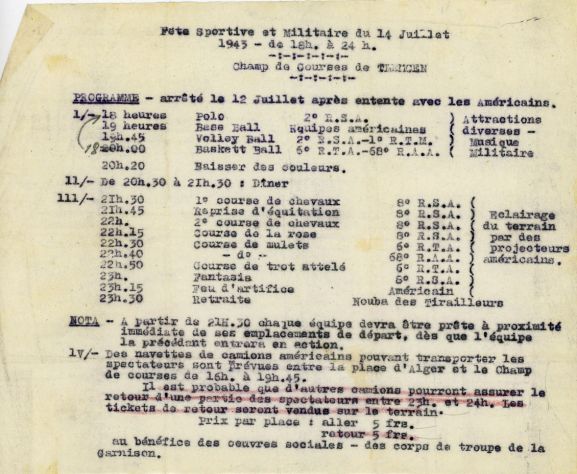 Fête Sportive et Militaire du 14 Juillet
1943 - de 18h. à 24 h.
-:-:-:-:-
Champ de Courses de TLEMCEN
-:-:-:-
PROGRAMME - arrêté le 12 Juillet après entente avec les Américains.
1/- 18 heures Polo 2° R.S.A. Attractions
19 heures Base Ball Equipes américaines diverses -
19h.45 Volley Ball 2° R.S.A.-1° R.T.M. Musique
18 20h.00 Baskett Ball 6° R.T.A.-68° R.A.A. Militaire
20h.20 Baisser des couleurs.
11/- De 20h.30 à 21h.30 : Dîner
111/- 21h.30 1° course de chevaux 8° R.S.A.
21h.45 Reprise d'équitation 8° R.S.A. Eclairage
22h. 2° course de chevaux 8° R.S.A. du terrain
22h.15 Course de la rose 8° R.S.A. par des
22h.30 Course de mulets 6° R.T.A. projecteurs
22h.40 - d° - 68° R.A.A. américains.
22h.50 Course de trot attelé 6° R.T.A.
23h. Fantasia 6° R.S.A.
23h.15 Feu d'artifice Américain
23h.30 Retraite Nouba des Tirailleurs
NOTA - A partir de 21H.30 chaque équipe devra être prête à proximité
immédiate de ses emplacements de départ, dès que l'équipe
la précédant entrera en action.
1V/- Des navettes de camions américains pouvant transporter les
spectateurs sont prévues entre la place d'Alger et le Champ
de courses de 16h. à 19h.45.
Il est probable que d'autres camions pourront assurer le
retour d'une partie des spectateurs entre 23h. et 24h. Les
tickets de retour seront vendus sur le terrain.
Prix par place : aller 5 frs.
retour 5 frs.
au bénéfice des oeuvres sociales - des corps de troupe de la
Garnison.